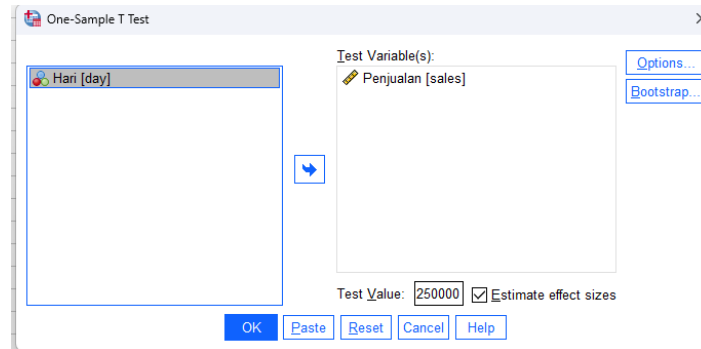 One-Sample T Test
Test Variable(s):
Hari [day]
Penjualan [sales]
Options...
Bootstrap...
Test Value: 250000 Estimate effect sizes
OK Paste Reset Cancel Help